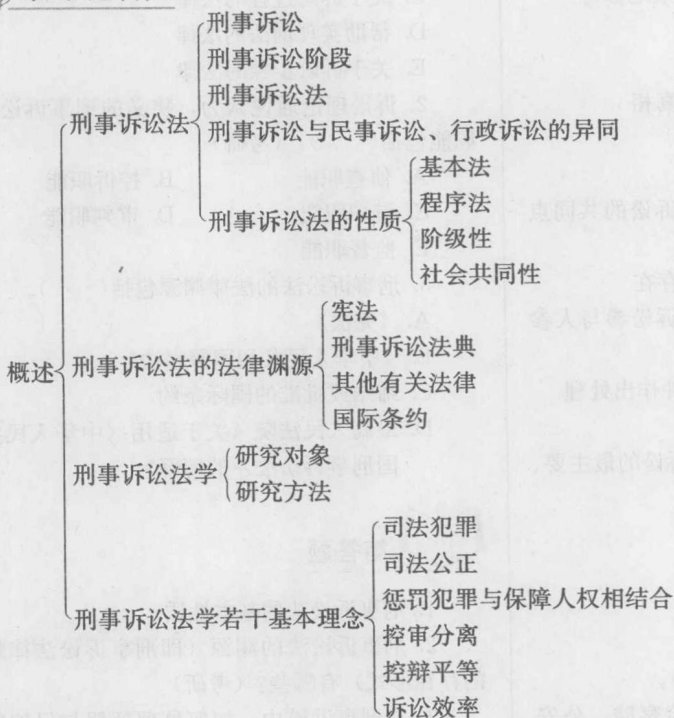 刑事诉讼
刑事诉讼阶段
刑事诉讼法
刑事诉讼法
刑事诉讼与民事诉讼、行政诉讼的异同
刑事诉讼法的性质
基本法
程序法
阶级性
社会共同性
概述
刑事诉讼法的法律渊源
宪法
刑事诉讼法典
其他有关法律
国际条约
刑事诉讼法学
研究对象
研究方法
刑事诉讼法学若干基本理念
司法犯罪
司法公正
惩罚犯罪与保障人权相结合
控审分离
控辩平等
诉讼效率